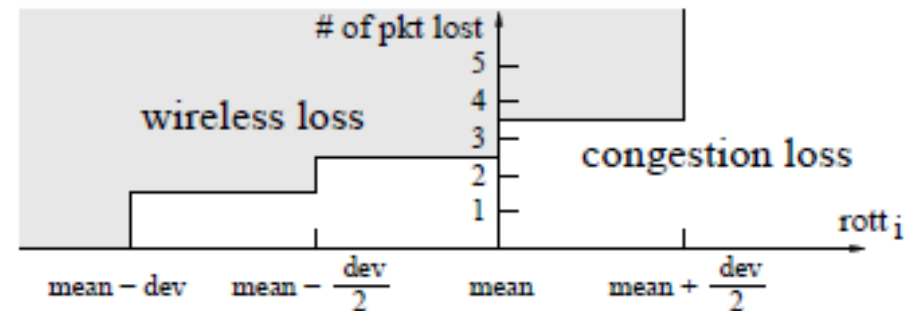 # of pkt lost
5
4
wireless loss
3
congestion loss
2
1
rott i
mean – dev
mean – dev/2
mean
mean + dev/2